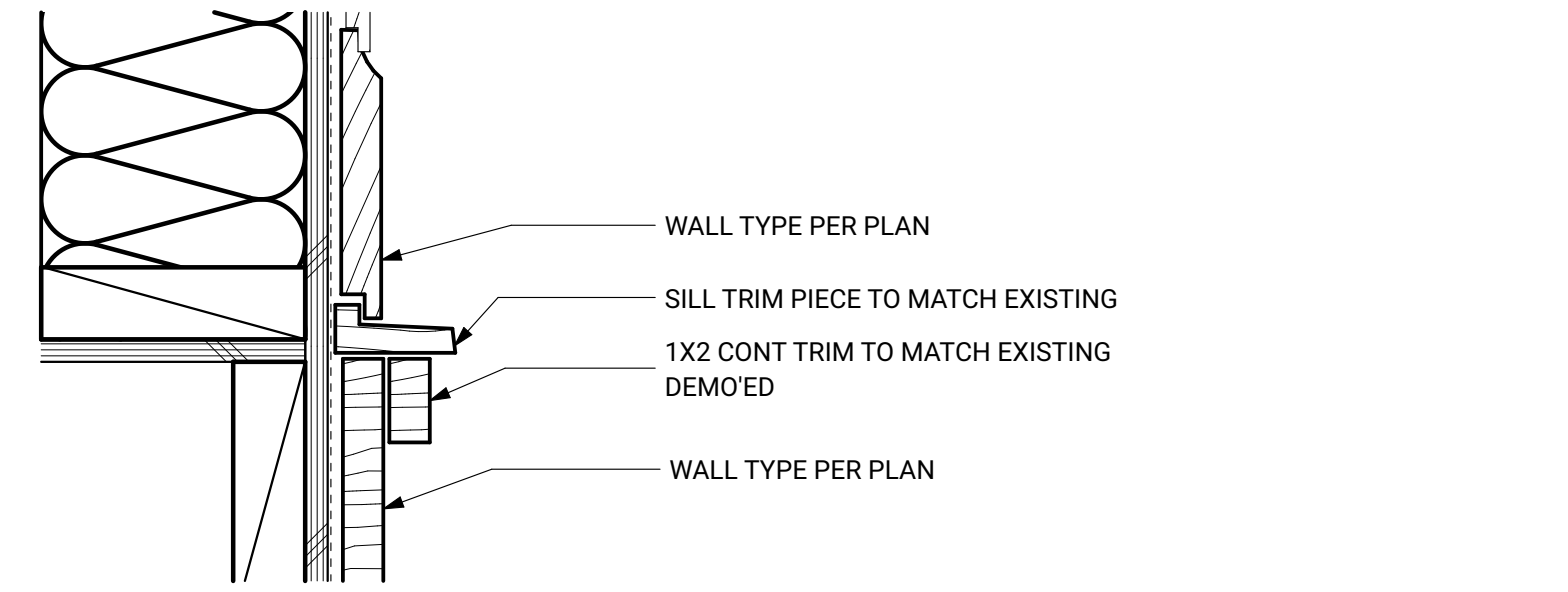 WALL TYPE PER PLAN
SILL TRIM PIECE TO MATCH EXISTING
1X2 CONT TRIM TO MATCH EXISTING
DEMO'ED
WALL TYPE PER PLAN